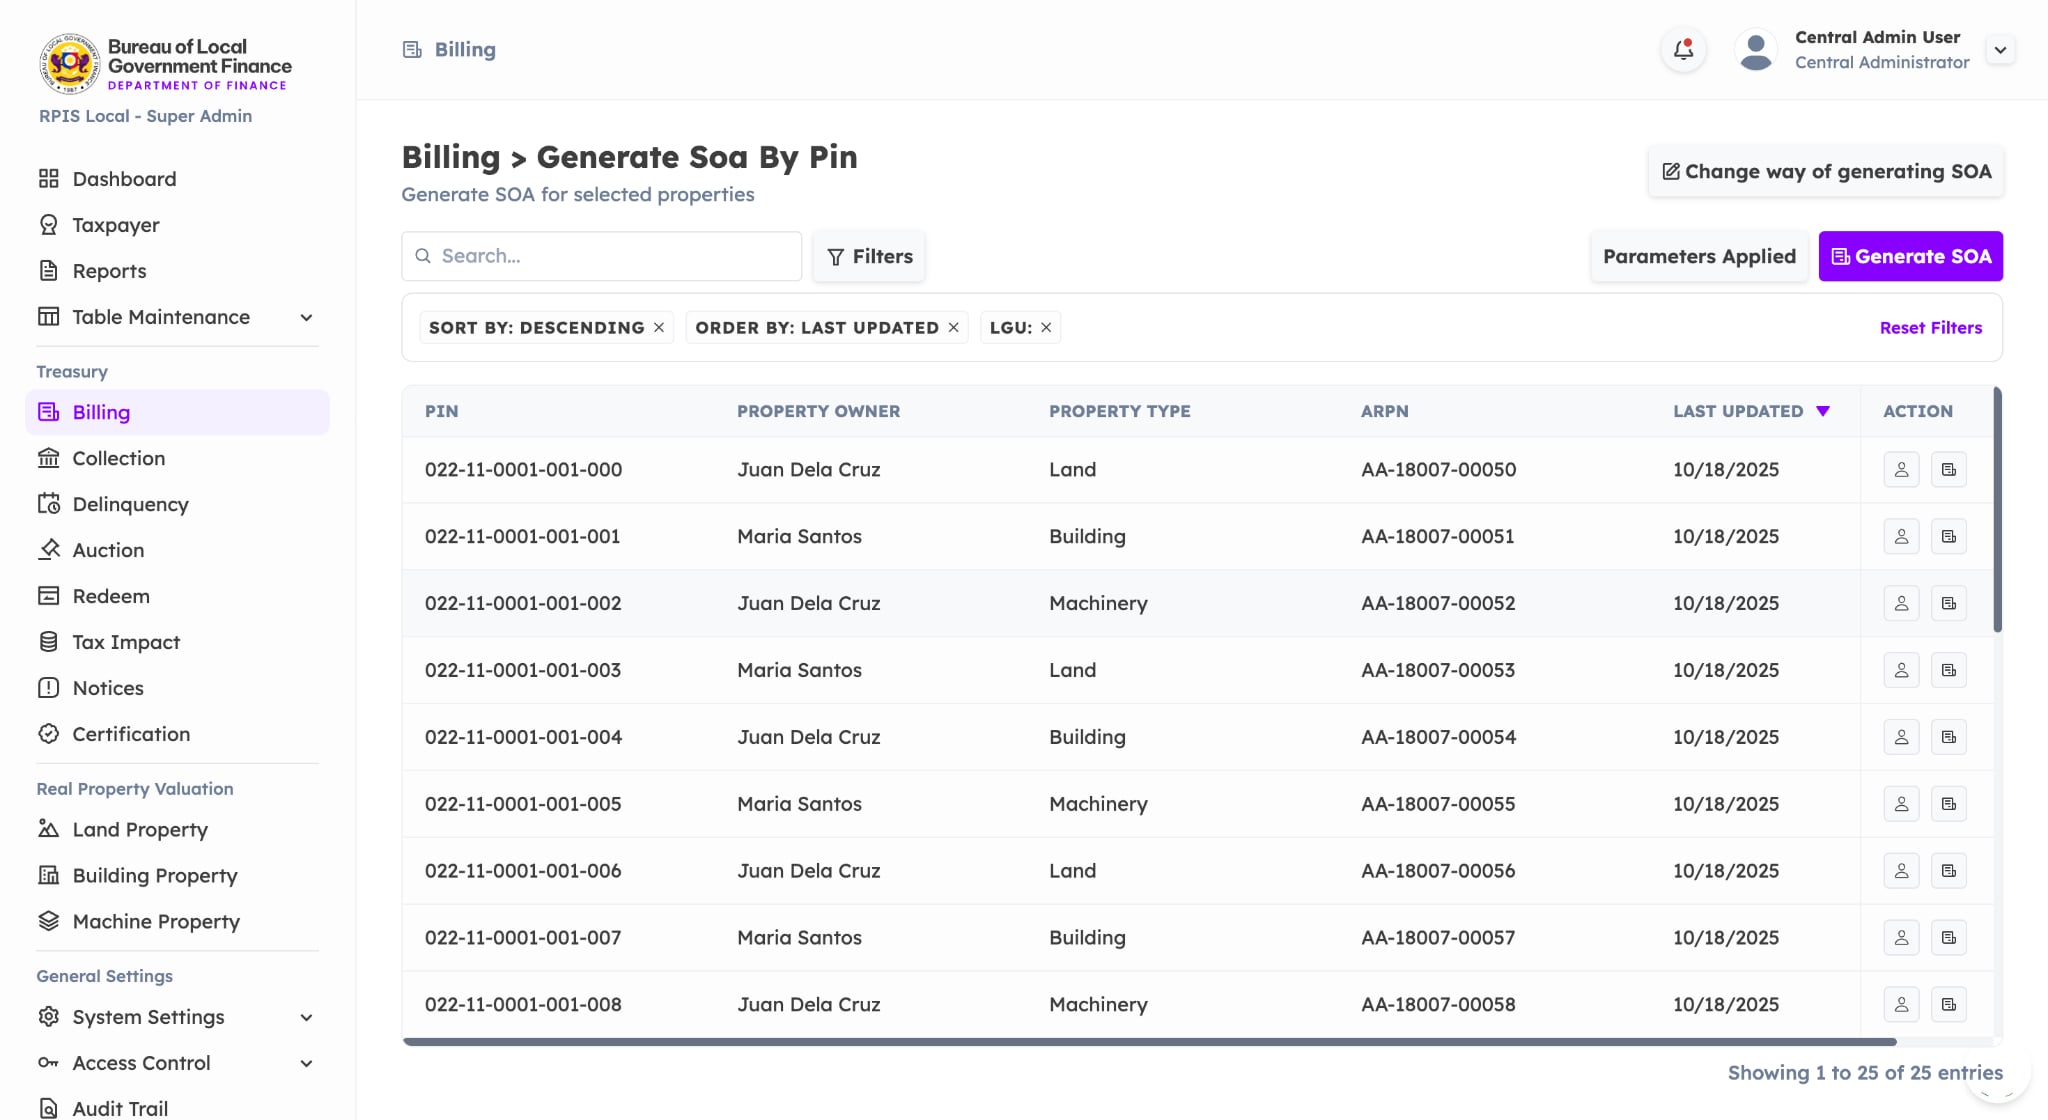 Bureau of Local
Government Finance
DEPARTMENT OF FINANCE
RPIS Local - Super Admin
Dashboard
Taxpayer
Reports
Table Maintenance
Treasury
Billing
Collection
Delinquency
Auction
Redeem
Tax Impact
Notices
Certification
Real Property Valuation
Land Property
Building Property
Machine Property
General Settings
System Settings
Access Control
Audit Trail
Billing
Central Admin User
Central Administrator
Billing > Generate Soa By Pin
Generate SOA for selected properties
Change way of generating SOA
Search...
Filters
Parameters Applied
Generate SOA
SORT BY: DESCENDING × ORDER BY: LAST UPDATED × LGU: ×
Reset Filters
PIN PROPERTY OWNER PROPERTY TYPE ARPN LAST UPDATED ▼ ACTION
022-11-0001-001-000 Juan Dela Cruz Land AA-18007-00050 10/18/2025
022-11-0001-001-001 Maria Santos Building AA-18007-00051 10/18/2025
022-11-0001-001-002 Juan Dela Cruz Machinery AA-18007-00052 10/18/2025
022-11-0001-001-003 Maria Santos Land AA-18007-00053 10/18/2025
022-11-0001-001-004 Juan Dela Cruz Building AA-18007-00054 10/18/2025
022-11-0001-001-005 Maria Santos Machinery AA-18007-00055 10/18/2025
022-11-0001-001-006 Juan Dela Cruz Land AA-18007-00056 10/18/2025
022-11-0001-001-007 Maria Santos Building AA-18007-00057 10/18/2025
022-11-0001-001-008 Juan Dela Cruz Machinery AA-18007-00058 10/18/2025
Showing 1 to 25 of 25 entries